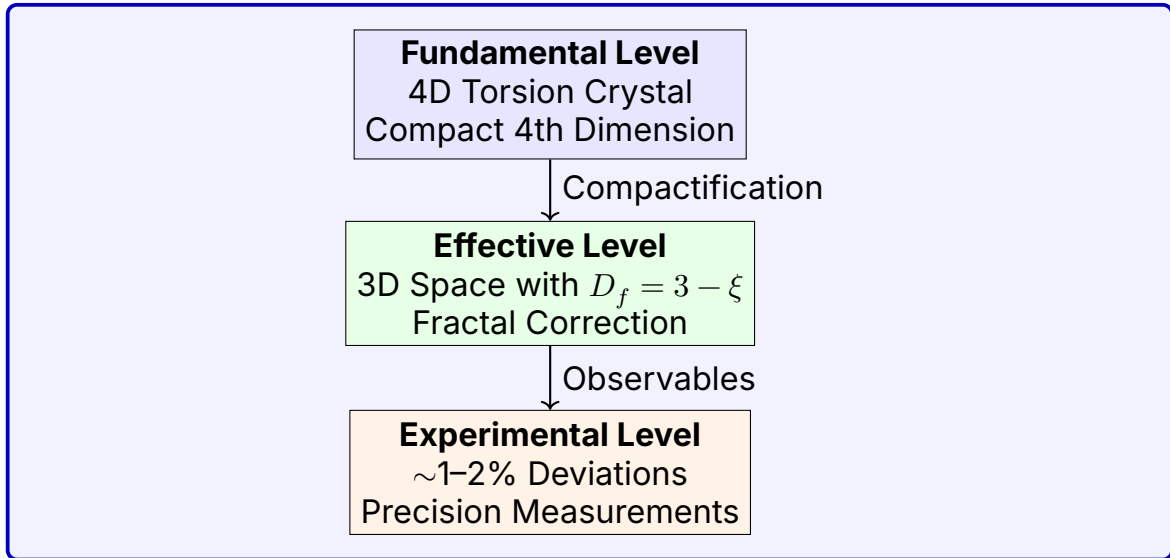 Fundamental Level
4D Torsion Crystal
Compact 4th Dimension
Compactification
Effective Level
3D Space with $D_f = 3 - \xi$
Fractal Correction
Observables
Experimental Level
∼1–2% Deviations
Precision Measurements